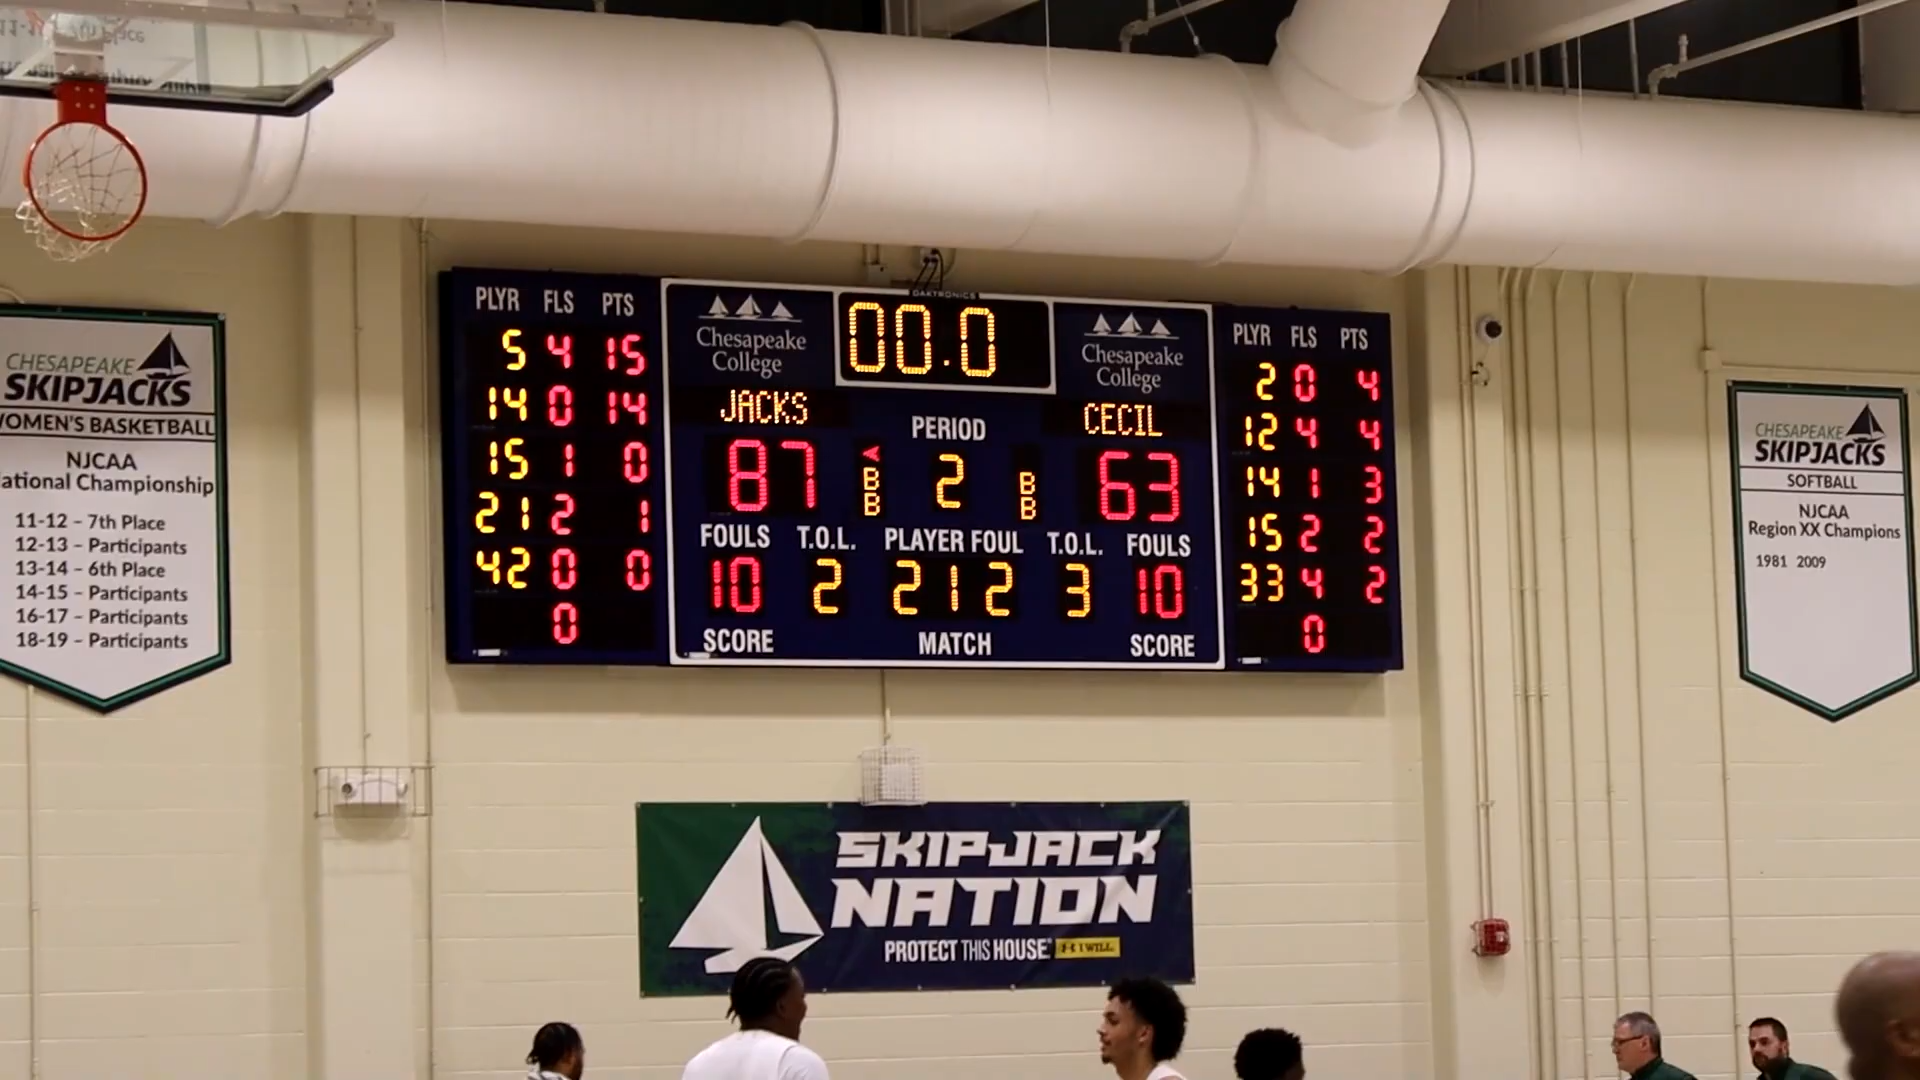 PLYR FLS PTS
5 4 15
14 0 14
15 1 0
21 2 1
42 0 0
0
DAKTRONICS
Chesapeake
College
00.0
Chesapeake
College
JACKS
CECIL
PERIOD
87
B
B
2
B
B
63
FOULS T.O.L. PLAYER FOUL T.O.L. FOULS
10 2 212 3 10
SCORE MATCH SCORE
PLYR FLS PTS
2 0 4
12 4 4
14 1 3
15 2 2
33 4 2
0
CHESAPEAKE
SKIPJACKS
WOMEN'S BASKETBALL
NJCAA
National Championship
11-12 – 7th Place
12-13 – Participants
13-14 – 6th Place
14-15 – Participants
16-17 – Participants
18-19 – Participants
CHESAPEAKE
SKIPJACKS
SOFTBALL
NJCAA
Region XX Champions
1981 2009
SKIPJACK
NATION
PROTECT THIS HOUSE I WILL.